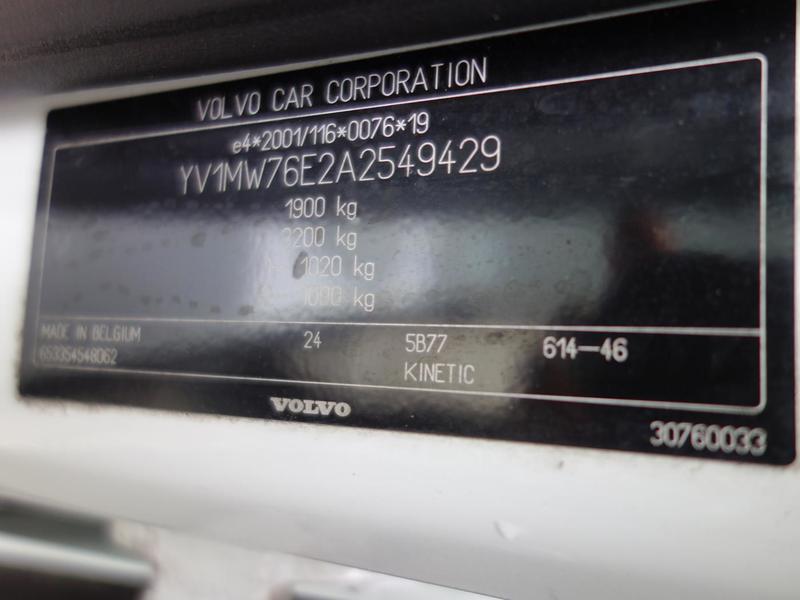 VOLVO CAR CORPORATION
e4*2001/116*0076*19
YV1MW76E2A2549429
1900 kg
3200 kg
1020 kg
1000 kg
MADE IN BELGIUM 24 5B77 614-46
653354548062 KINETIC
VOLVO
30760033